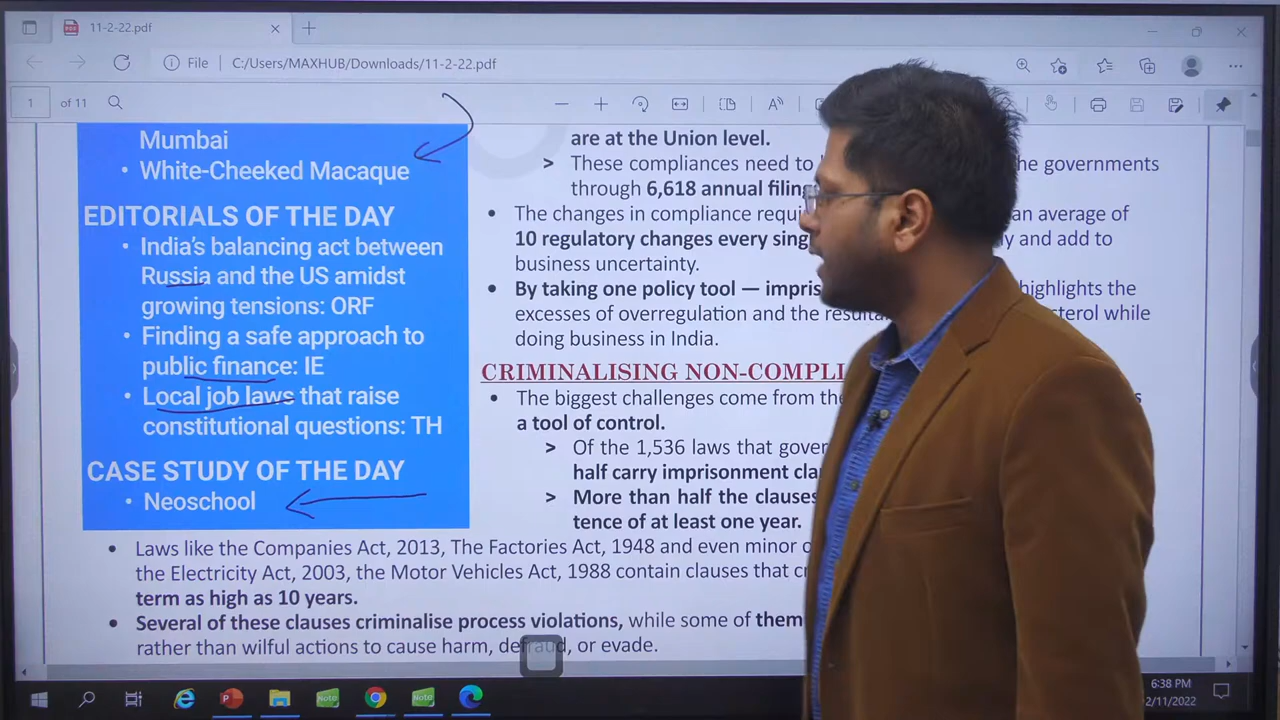 11-2-22.pdf
File
C:/Users/MAXHUB/Downloads/11-2-22.pdf
1
of 11
Mumbai
• White-Cheeked Macaque
EDITORIALS OF THE DAY
• India's balancing act between
Russia and the US amidst
growing tensions: ORF
• Finding a safe approach to
public finance: IE
• Local job laws that raise
constitutional questions: TH
CASE STUDY OF THE DAY
• Neoschool
are at the Union level.
> These compliances need to the governments
through 6,618 annual filing
• The changes in compliance requi an average of
10 regulatory changes every sing and add to
business uncertainty.
• By taking one policy tool — impris highlights the
excesses of overregulation and the while
doing business in India.
CRIMINALISING NON-COMPLI
• The biggest challenges come from the
a tool of control.
> Of the 1,536 laws that gover
half carry imprisonment
> More than half the clauses
tence of at least one year.
• Laws like the Companies Act, 2013, The Factories Act, 1948 and even minor
the Electricity Act, 2003, the Motor Vehicles Act, 1988 contain clauses that
term as high as 10 years.
• Several of these clauses criminalise process violations, while some of them
rather than wilful actions to cause harm, defraud, or evade.
6:38 PM
2/11/2022